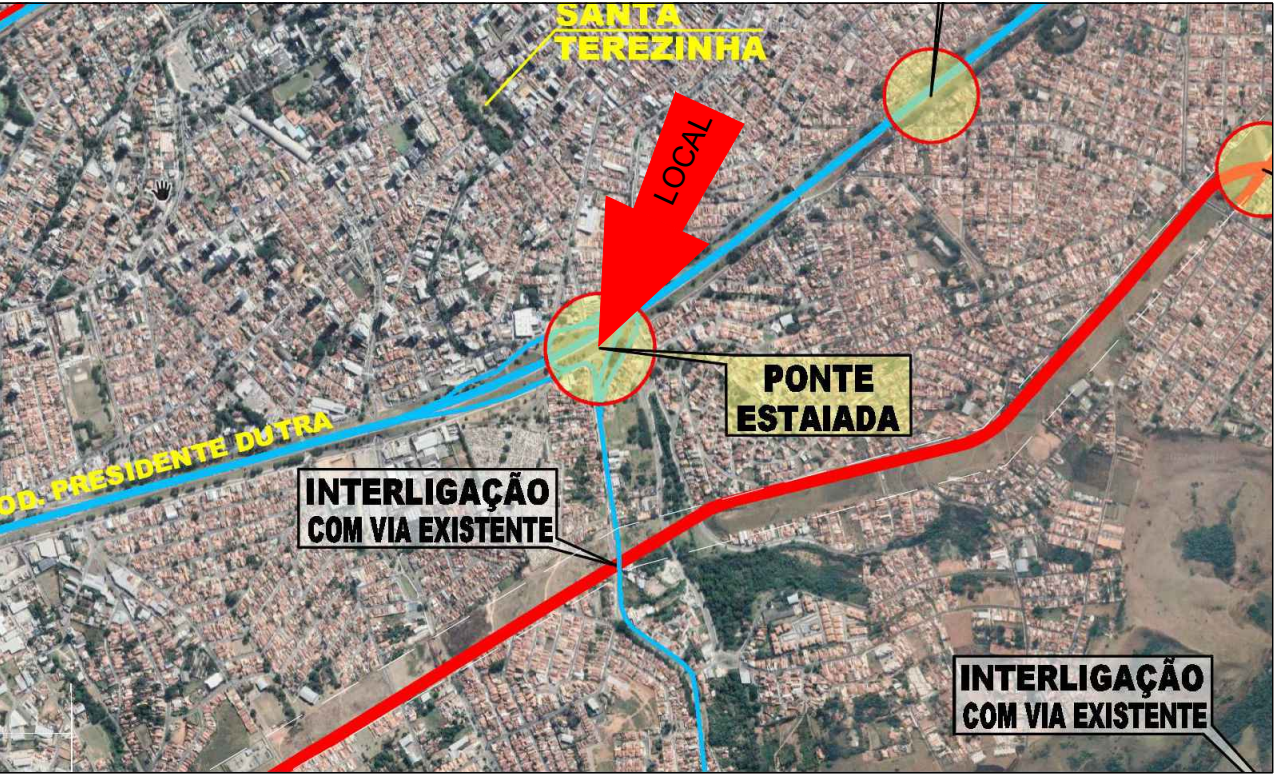 SANTA
TEREZINHA
LOCAL
PONTE
ESTAIADA
OD. PRESIDENTE DUTRA
INTERLIGAÇÃO
COM VIA EXISTENTE
INTERLIGAÇÃO
COM VIA EXISTENTE